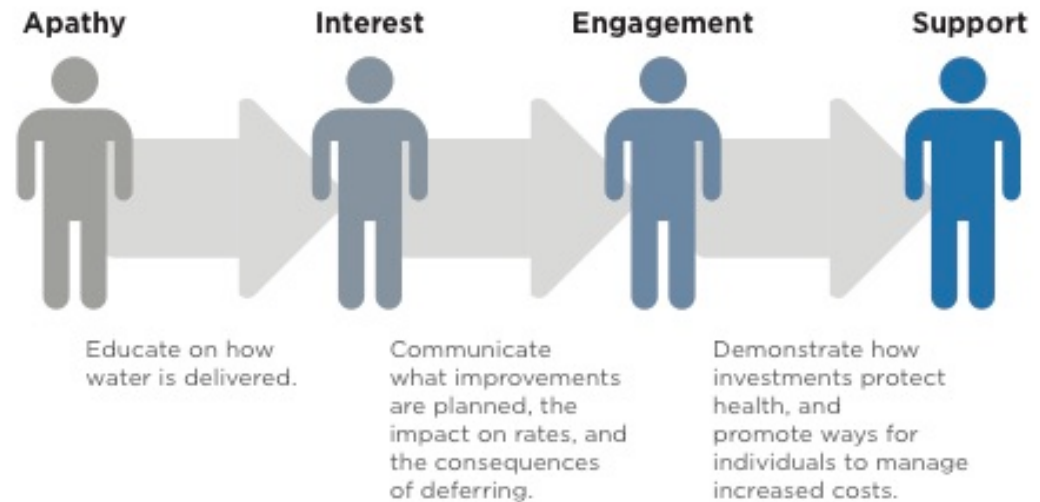 Apathy
Interest
Engagement
Support
Educate on how
water is delivered.
Communicate
what improvements
are planned, the
impact on rates, and
the consequences
of deferring.
Demonstrate how
investments protect
health, and
promote ways for
individuals to manage
increased costs.